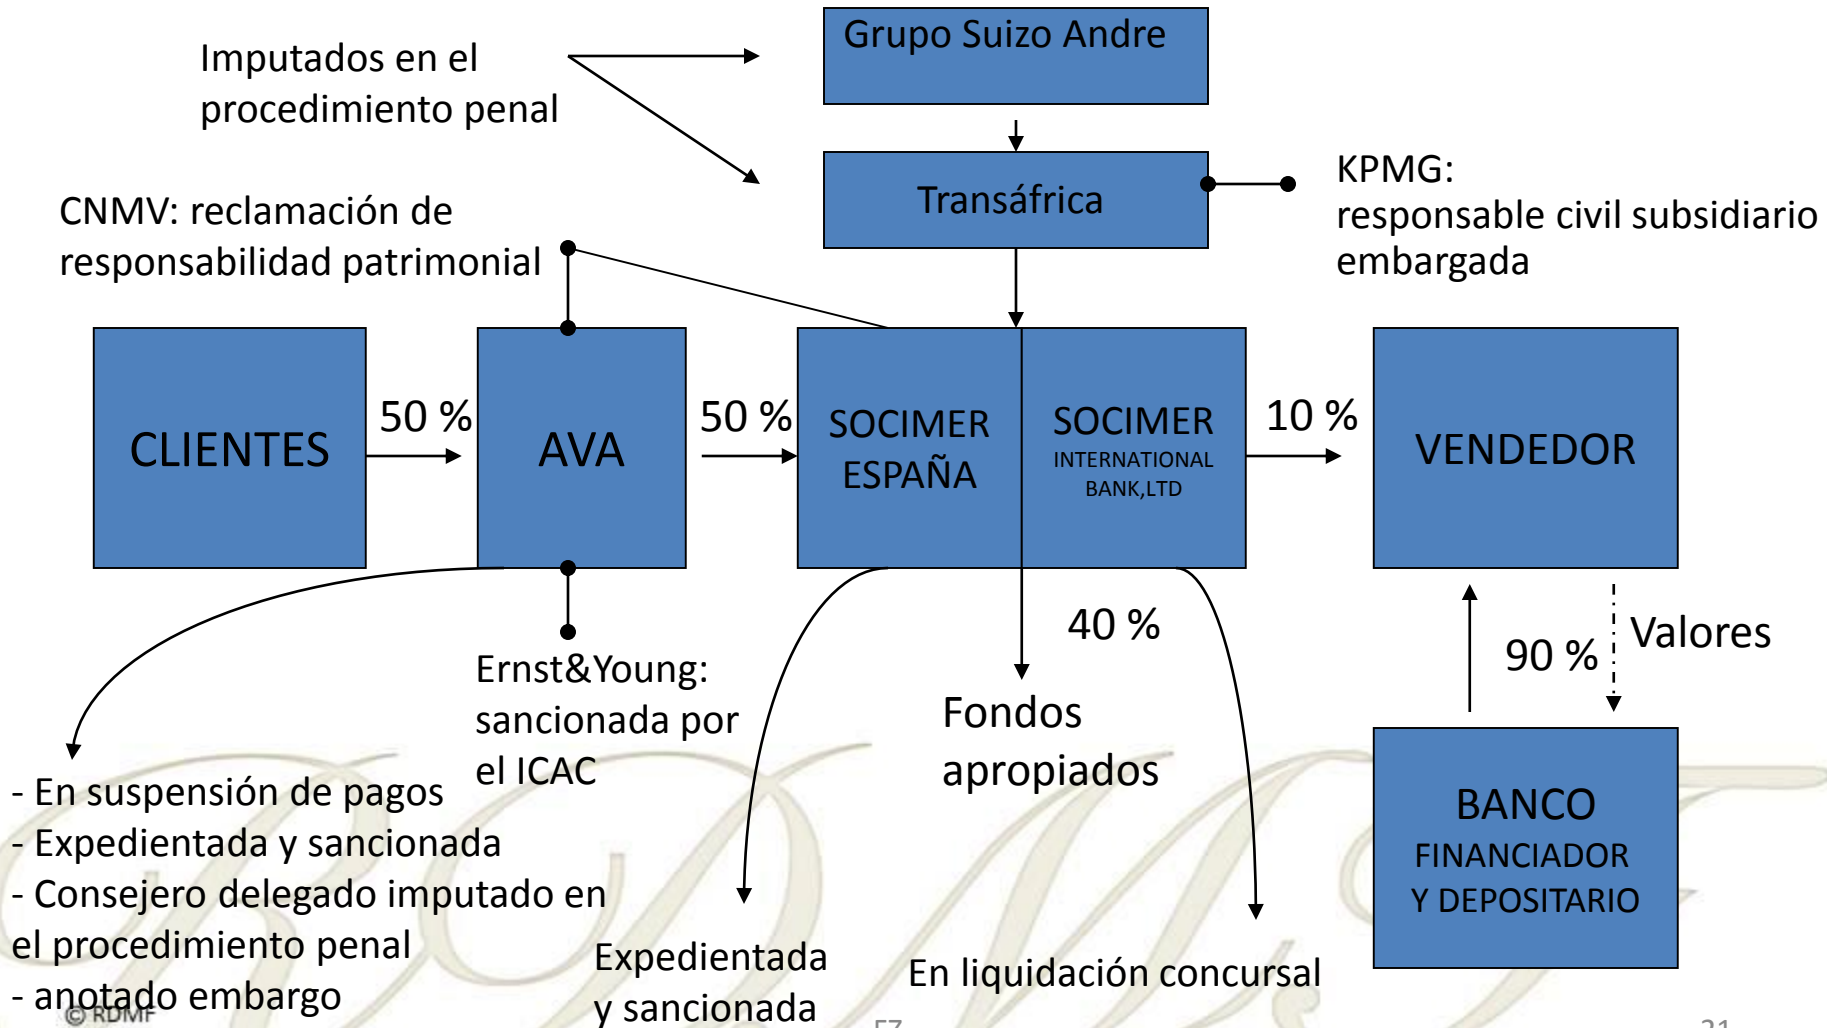 Grupo Suizo Andre
Imputados en el
procedimiento penal
Transáfrica
KPMG:
responsable civil subsidiario
embargada
CNMV: reclamación de
responsabilidad patrimonial
CLIENTES
50 %
AVA
50 %
SOCIMER
ESPAÑA
SOCIMER
INTERNATIONAL
BANK,LTD
10 %
VENDEDOR
40 %
90 %
Valores
Ernst&Young:
sancionada por
el ICAC
Fondos
apropiados
BANCO
FINANCIADOR
Y DEPOSITARIO
- En suspensión de pagos
- Expedientada y sancionada
- Consejero delegado imputado en
el procedimiento penal
- anotado embargo
Expedientada
y sancionada
En liquidación concursal
© RDMF